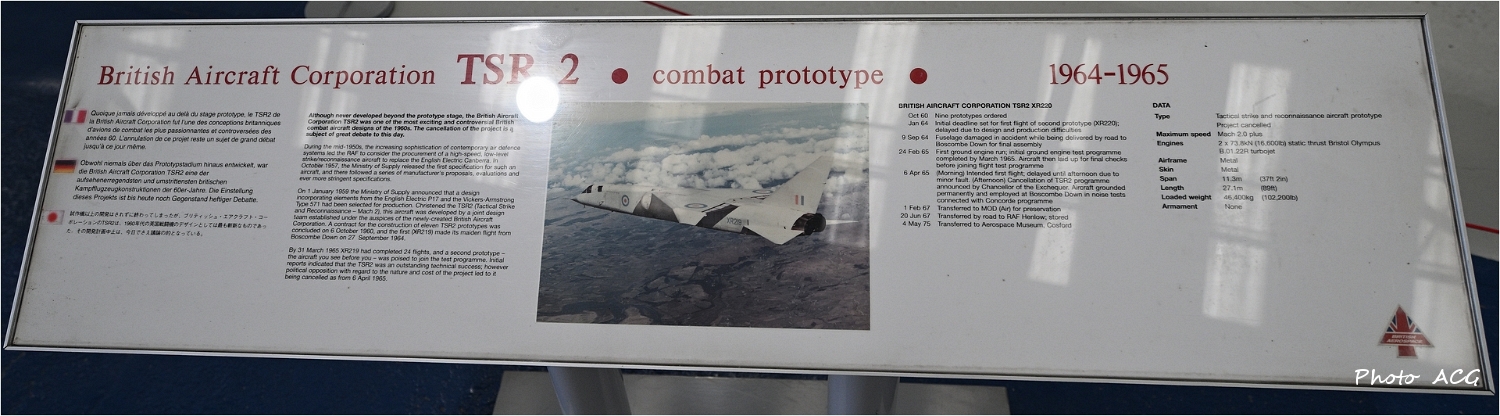 British Aircraft Corporation TSR 2 • combat prototype • 1964-1965
Quoique jamais développé au delà du stage prototype, le TSR2 de
la British Aircraft Corporation fut l'une des conceptions britanniques
d'avions de combat les plus passionnantes et controversées des
années 60. L'annulation de ce projet reste un sujet de grand débat
jusqu'à ce jour même.
Obwohl niemals über das Prototypstadium hinaus entwickelt, war
die British Aircraft Corporation TSR2 eine der
aufsehenerregendsten und umstrittensten britischen
Kampfflugzeugkonstruktionen der 60er-Jahre. Die Einstellung
dieses Projektes ist bis heute noch Gegenstand heftiger Debatte.
Although never developed beyond the prototype stage, the British Aircraft
Corporation TSR2 was one of the most exciting and controversial British
combat aircraft designs of the 1960s. The cancellation of the project is a
subject of great debate to this day.
During the mid-1950s, the increasing sophistication of contemporary air defence
systems led the RAF to consider the procurement of a high-speed, low-level
strike/reconnaissance aircraft to replace the English Electric Canberra. In
October 1957, the Ministry of Supply released the first specification for such an
aircraft, and there followed a series of manufacturer's proposals, evaluations and
ever more stringent specifications.
On 1 January 1959 the Ministry of Supply announced that a design
incorporating elements from the English Electric P17 and the Vickers-Armstrong
Type 571 had been selected for production. Christened the TSR2 (Tactical Strike
and Reconnaissance – Mach 2), this aircraft was developed by a joint design
team established under the auspices of the newly-created British Aircraft
Corporation. A contract for the construction of eleven TSR2 prototypes was
concluded on 6 October 1960, and the first (XR219) made its maiden flight from
Boscombe Down on 27 September 1964.
By 31 March 1965 XR219 had completed 24 flights, and a second prototype –
the aircraft you see before you – was poised to join the test programme. Initial
reports indicated that the TSR2 was an outstanding technical success; however
political opposition with regard to the nature and cost of the project led to it
being cancelled as from 6 April 1965.
XR219
BRITISH AIRCRAFT CORPORATION TSR2 XR220
Oct 60 Nine prototypes ordered
Jan 64 Initial deadline set for first flight of second prototype (XR220);
delayed due to design and production difficulties
9 Sep 64 Fuselage damaged in accident while being delivered by road to
Boscombe Down for final assembly
24 Feb 65 First ground engine run; initial ground engine test programme
completed by March 1965. Aircraft then laid up for final checks
before joining flight test programme
6 Apr 65 (Morning) Intended first flight; delayed until afternoon due to
minor fault. (Afternoon) Cancellation of TSR2 programme
announced by Chancellor of the Exchequer. Aircraft grounded
permanently and employed at Boscombe Down in noise tests
connected with Concorde programme
1 Feb 67 Transferred to MOD (Air) for preservation
20 Jun 67 Transferred by road to RAF Henlow; stored
4 May 75 Transferred to Aerospace Museum, Cosford
DATA
Type Tactical strike and reconnaissance aircraft prototype
Project cancelled
Maximum speed Mach 2.0 plus
Engines 2 x 73.8kN (16,600lb) static thrust Bristol Olympus
B.01.22R turbojet
Airframe Metal
Skin Metal
Span 11.3m (37ft 2in)
Length 27.1m (89ft)
Loaded weight 46,400kg (102,200lb)
Armament None
BRITISH
AEROSPACE
Photo ACG